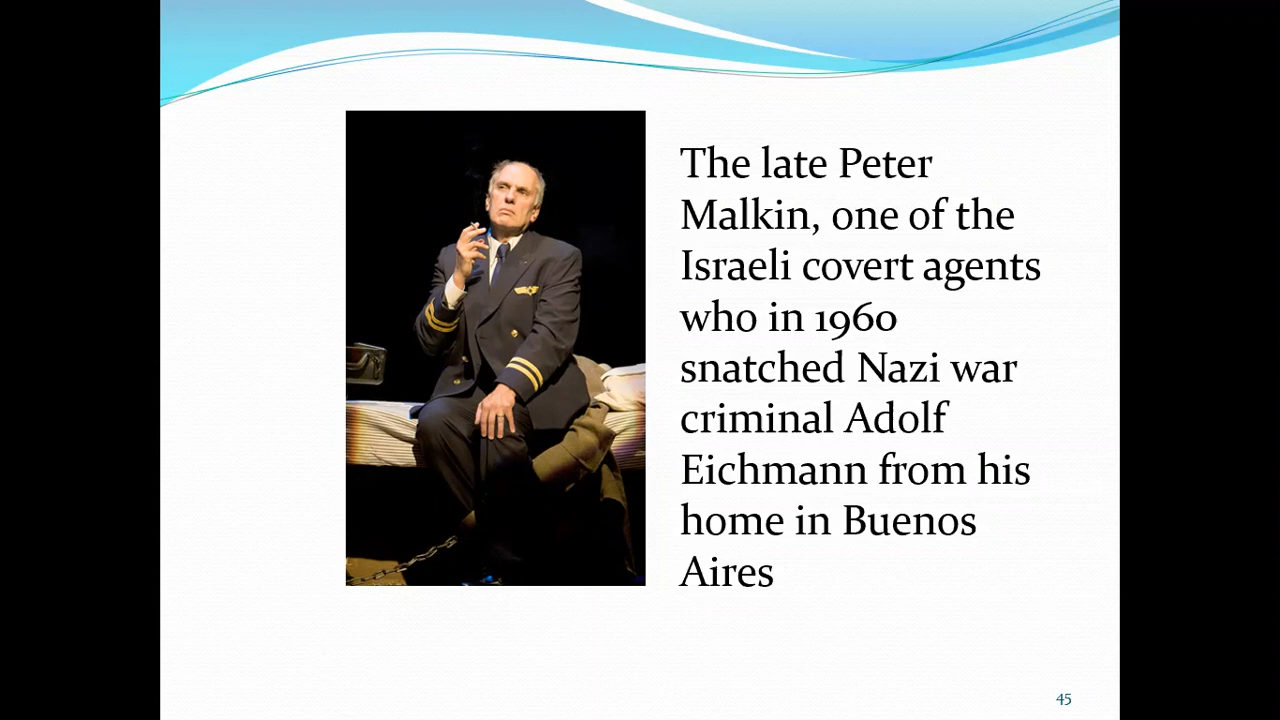 The late Peter
Malkin, one of the
Israeli covert agents
who in 1960
snatched Nazi war
criminal Adolf
Eichmann from his
home in Buenos
Aires
45